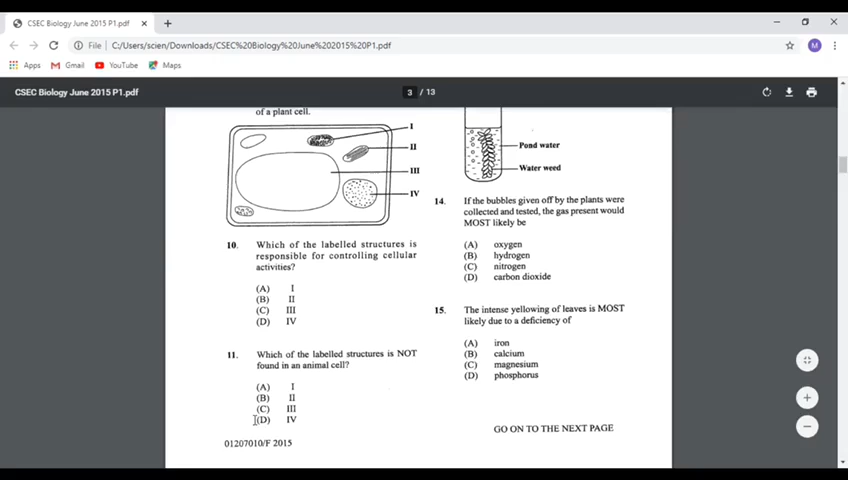 CSEC Biology June 2015 P1.pdf
File
C:/Users/scien/Downloads/CSEC%20Biology%20June%202015%20P1.pdf
M
Apps
Gmail
YouTube
Maps
CSEC Biology June 2015 P1.pdf
3 / 13
of a plant cell.
I
II
III
IV
10. Which of the labelled structures is
responsible for controlling cellular
activities?
(A) I
(B) II
(C) III
(D) IV
11. Which of the labelled structures is NOT
found in an animal cell?
(A) I
(B) II
(C) III
(D) IV
01207010/F 2015
Pond water
Water weed
14. If the bubbles given off by the plants were
collected and tested, the gas present would
MOST likely be
(A) oxygen
(B) hydrogen
(C) nitrogen
(D) carbon dioxide
15. The intense yellowing of leaves is MOST
likely due to a deficiency of
(A) iron
(B) calcium
(C) magnesium
(D) phosphorus
GO ON TO THE NEXT PAGE